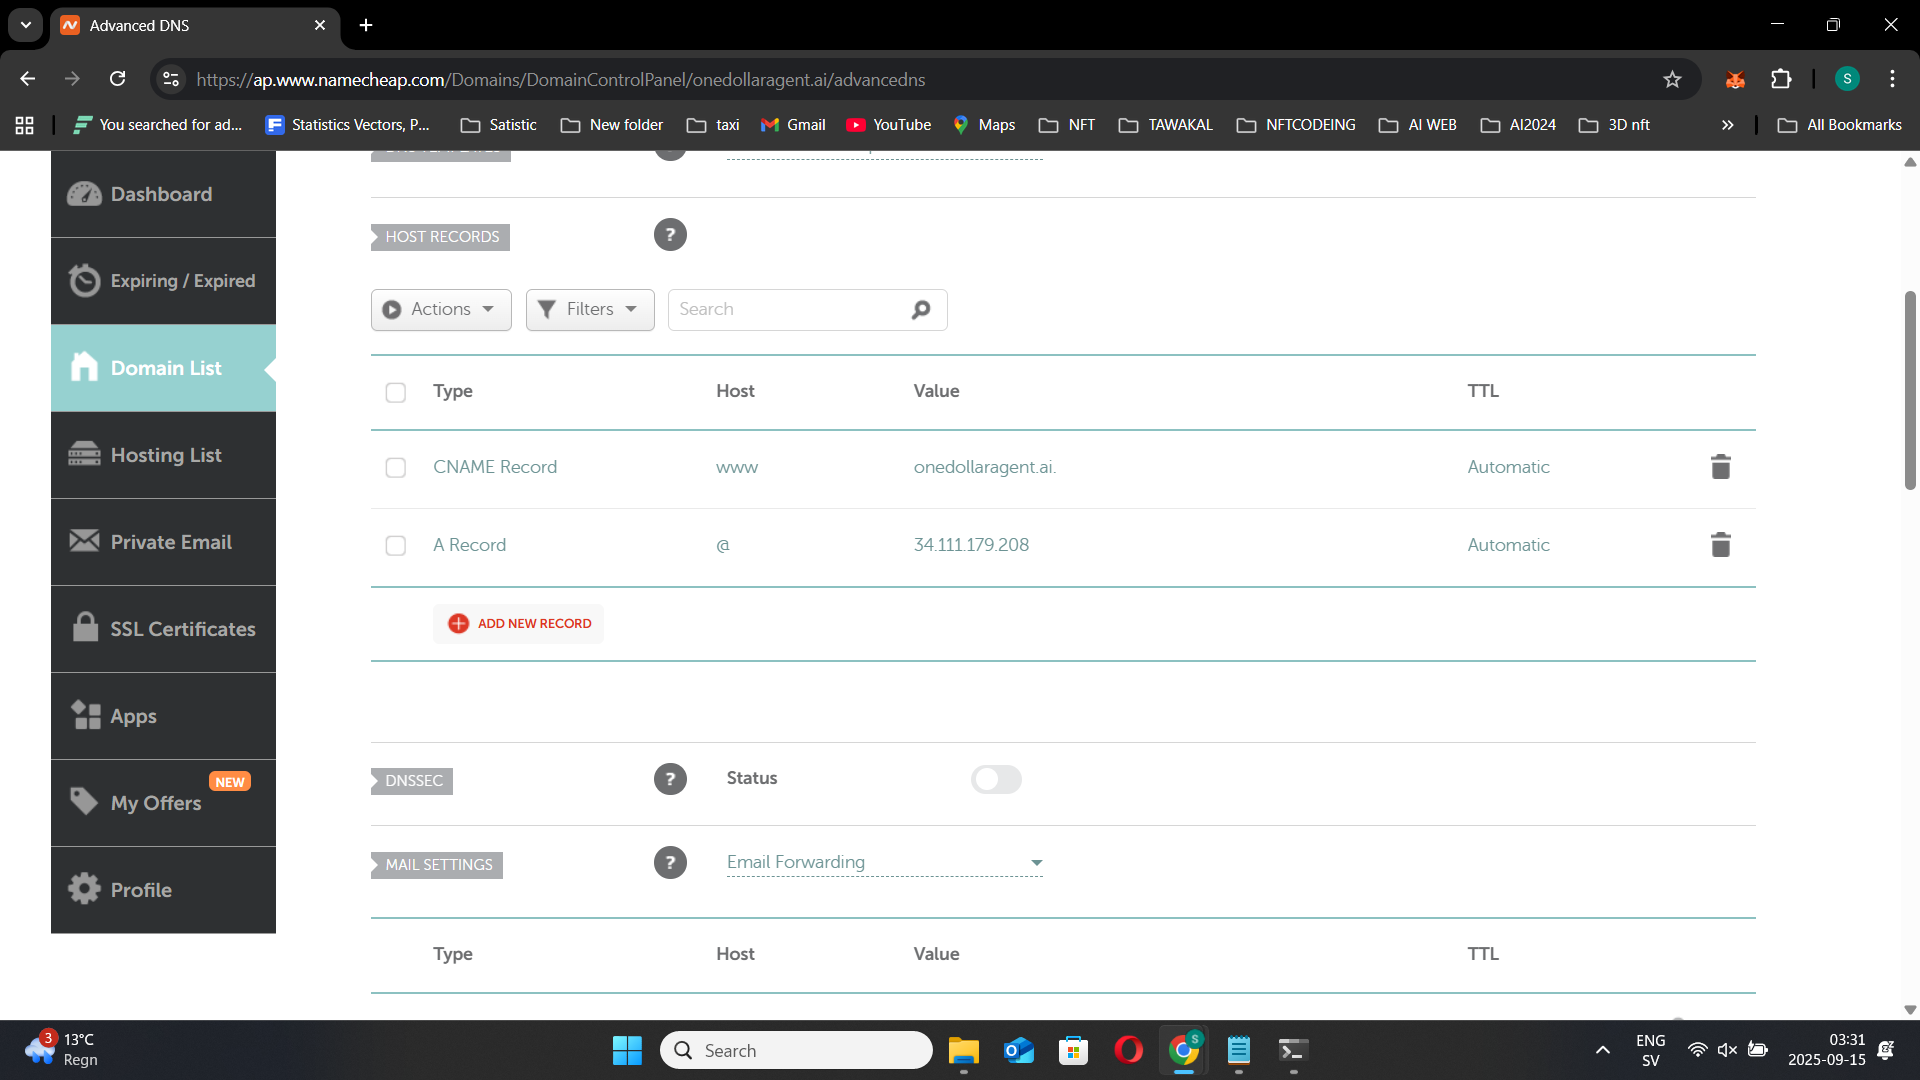 Advanced DNS
https://ap.www.namecheap.com/Domains/DomainControlPanel/onedollaragent.ai/advancedns
S
You searched for ad...
Statistics Vectors, P...
Satistic
New folder
taxi
Gmail
YouTube
Maps
NFT
TAWAKAL
NFTCODEING
AI WEB
AI2024
3D nft
All Bookmarks
Dashboard
Expiring / Expired
Domain List
Hosting List
Private Email
SSL Certificates
Apps
NEW
My Offers
Profile
HOST RECORDS
?
Actions
Filters
Search
Type Host Value TTL
CNAME Record www onedollaragent.ai. Automatic
A Record @ 34.111.179.208 Automatic
ADD NEW RECORD
DNSSEC
?
Status
MAIL SETTINGS
?
Email Forwarding
Type Host Value TTL
3
13°C
Regn
Search
S
ENG
SV
03:31
2025-09-15